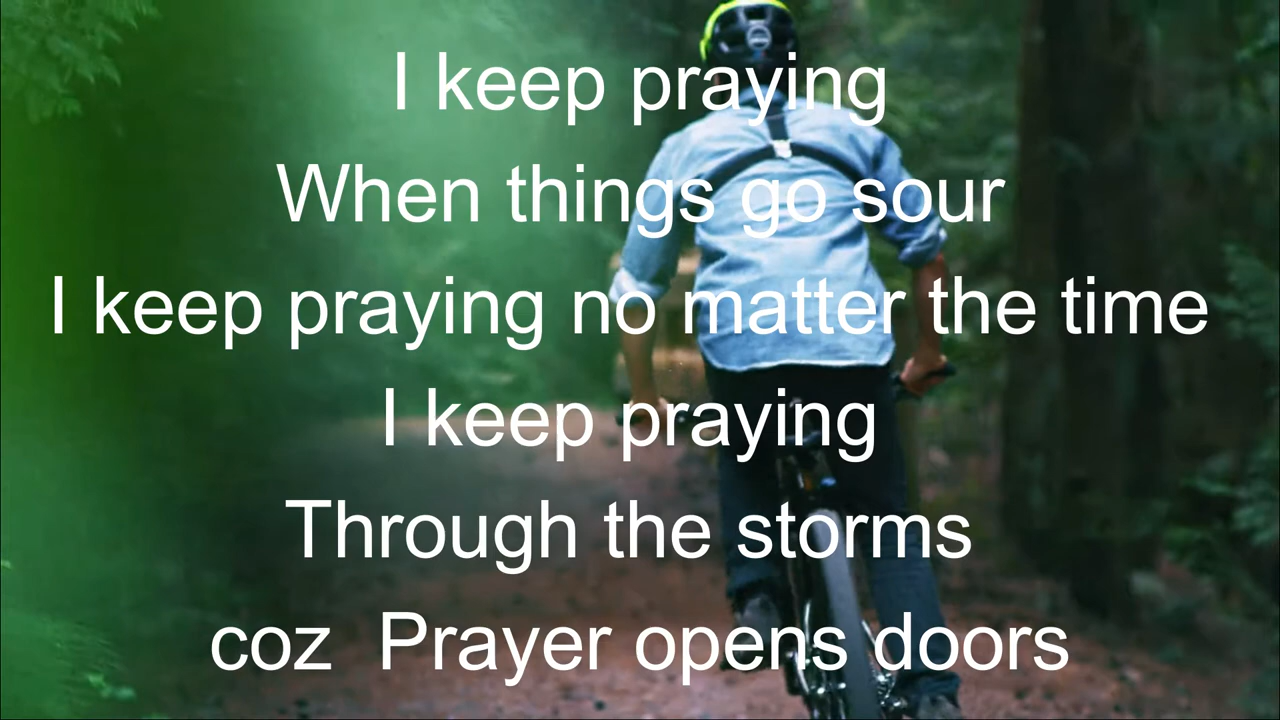 I keep praying
When things go sour
I keep praying no matter the time
I keep praying
Through the storms
coz  Prayer opens doors